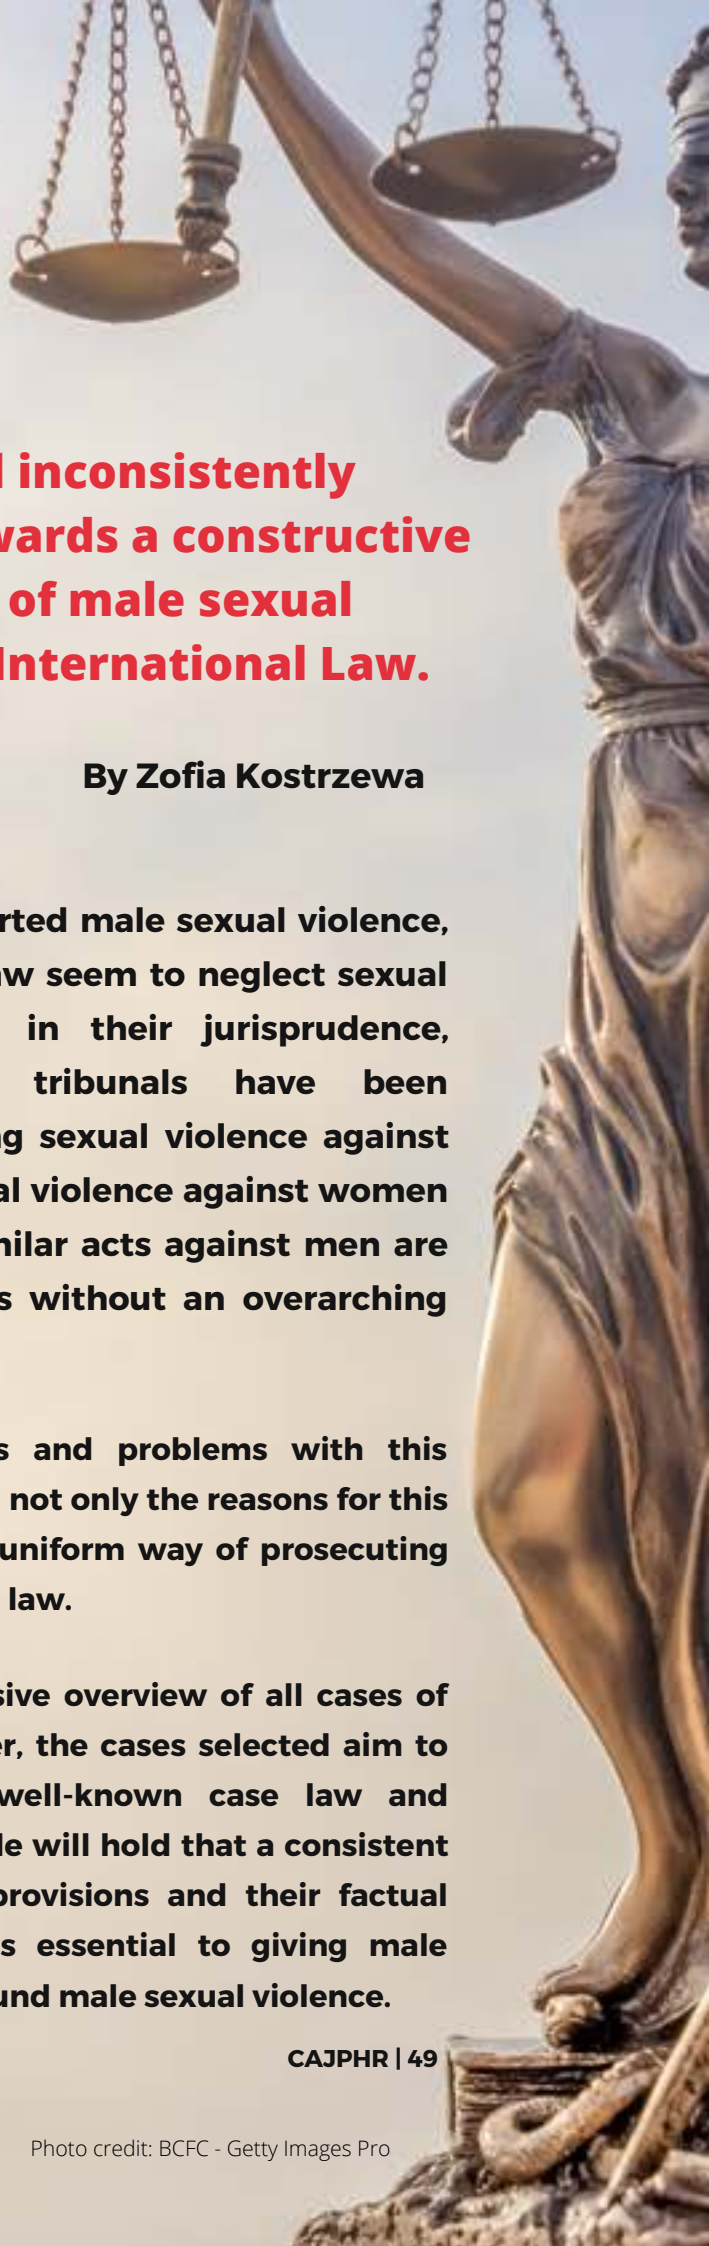 inconsistently
wards a constructive
of male sexual
International Law.
By Zofia Kostrzewa
rted male sexual violence,
aw seem to neglect sexual
in their jurisprudence,
tribunals have been
ng sexual violence against
al violence against women
milar acts against men are
s without an overarching
s and problems with this
not only the reasons for this
uniform way of prosecuting
law.
sive overview of all cases of
er, the cases selected aim to
well-known case law and
le will hold that a consistent
provisions and their factual
s essential to giving male
und male sexual violence.
CAJPHR | 49
Photo credit: BCFC - Getty Images Pro